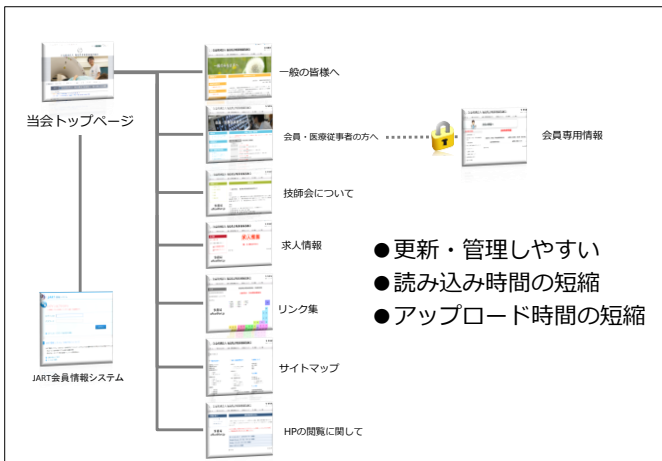 当会トップページ
一般の皆様へ
会員・医療従事者の方へ
会員専用情報
技師会について
求人情報
リンク集
サイトマップ
HPの閲覧に関して
JART会員情報システム
●更新・管理しやすい
●読み込み時間の短縮
●アップロード時間の短縮